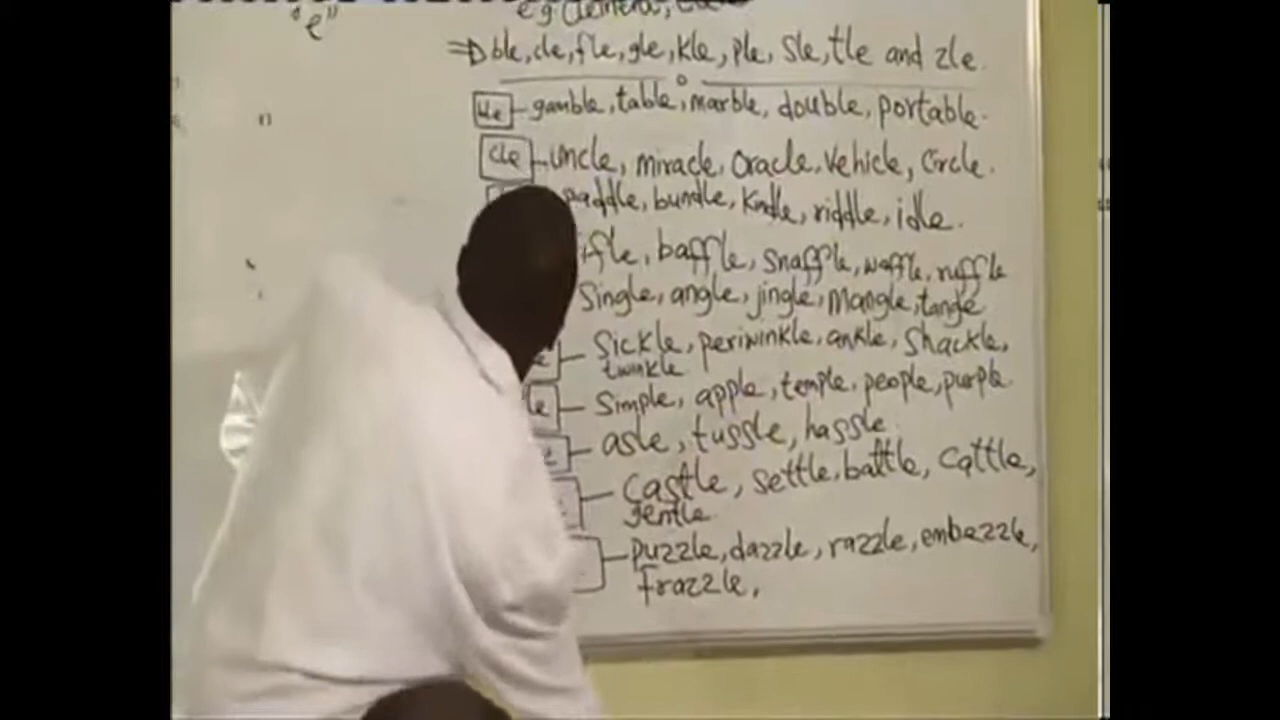 "e"
e.g.
ble, cle, fle, gle, kle, ple, sle, tle and zle.
ble - gamble, table, marble, double, portable.
cle - uncle, miracle, oracle, vehicle, circle.
paddle, bundle, kindle, riddle, idle.
ifle, baffle, snaffle, waffle, ruffle
Single, angle, jingle, mangle, tangle
e - Sickle, periwinkle, ankle, Shackle,
twinkle
le - Simple, apple, temple, people, purple.
e - asle, tussle, hassle.
- Castle, settle, battle, Cattle,
gentle.
- puzzle, dazzle, razzle, embezzle,
Frazzle,